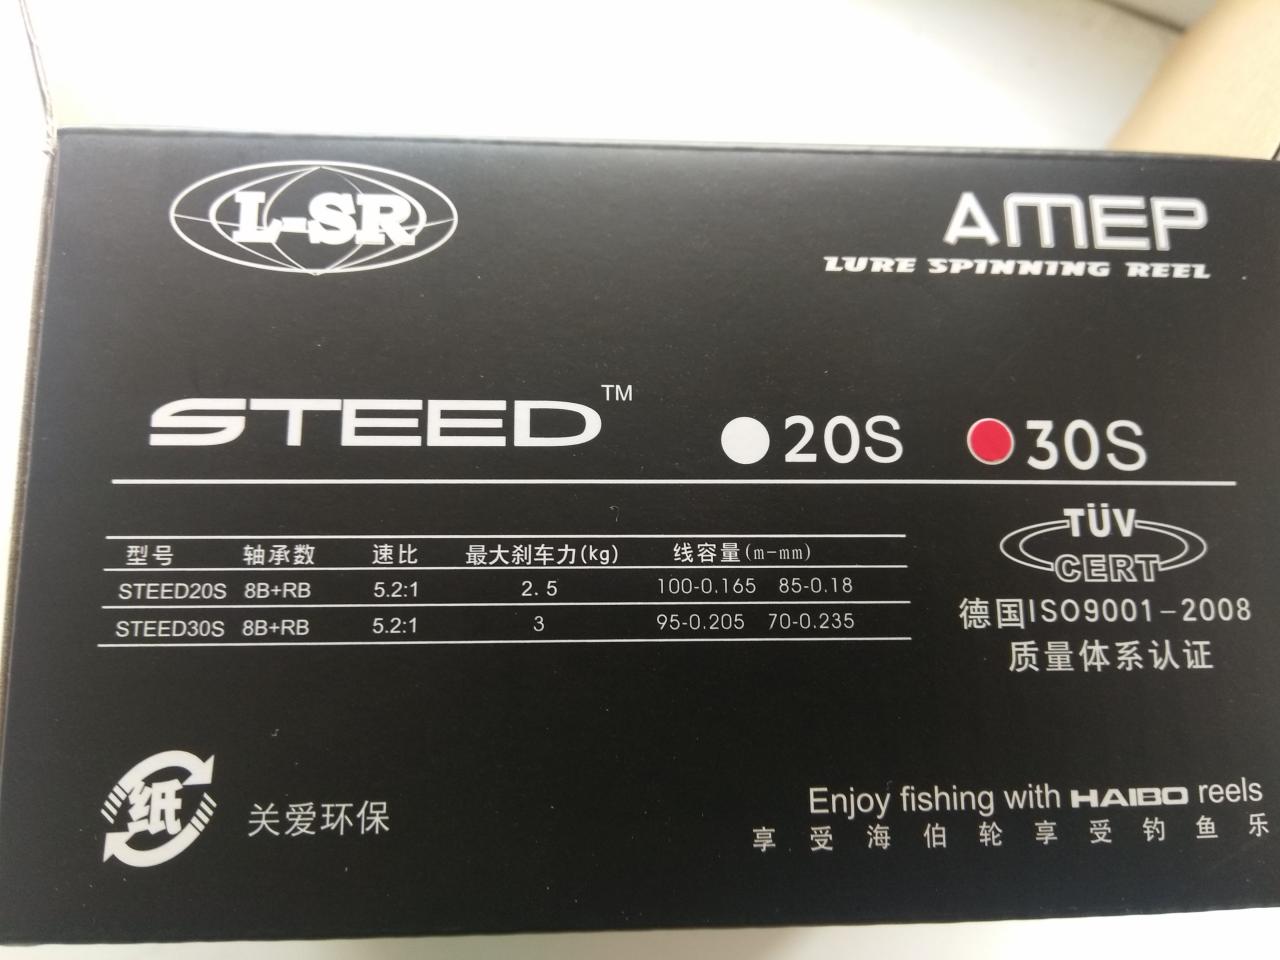 L-SR
AMEP
LURE SPINNING REEL
STEED™ 20S 30S
型号 轴承数 速比 最大刹车力(kg) 线容量(m-mm)
STEED20S 8B+RB 5.2:1 2.5 100-0.165 85-0.18
STEED30S 8B+RB 5.2:1 3 95-0.205 70-0.235
TÜV
CERT
德国ISO9001-2008
质量体系认证
纸 关爱环保
Enjoy fishing with HAIBO reels
享受海伯轮享受钓鱼乐